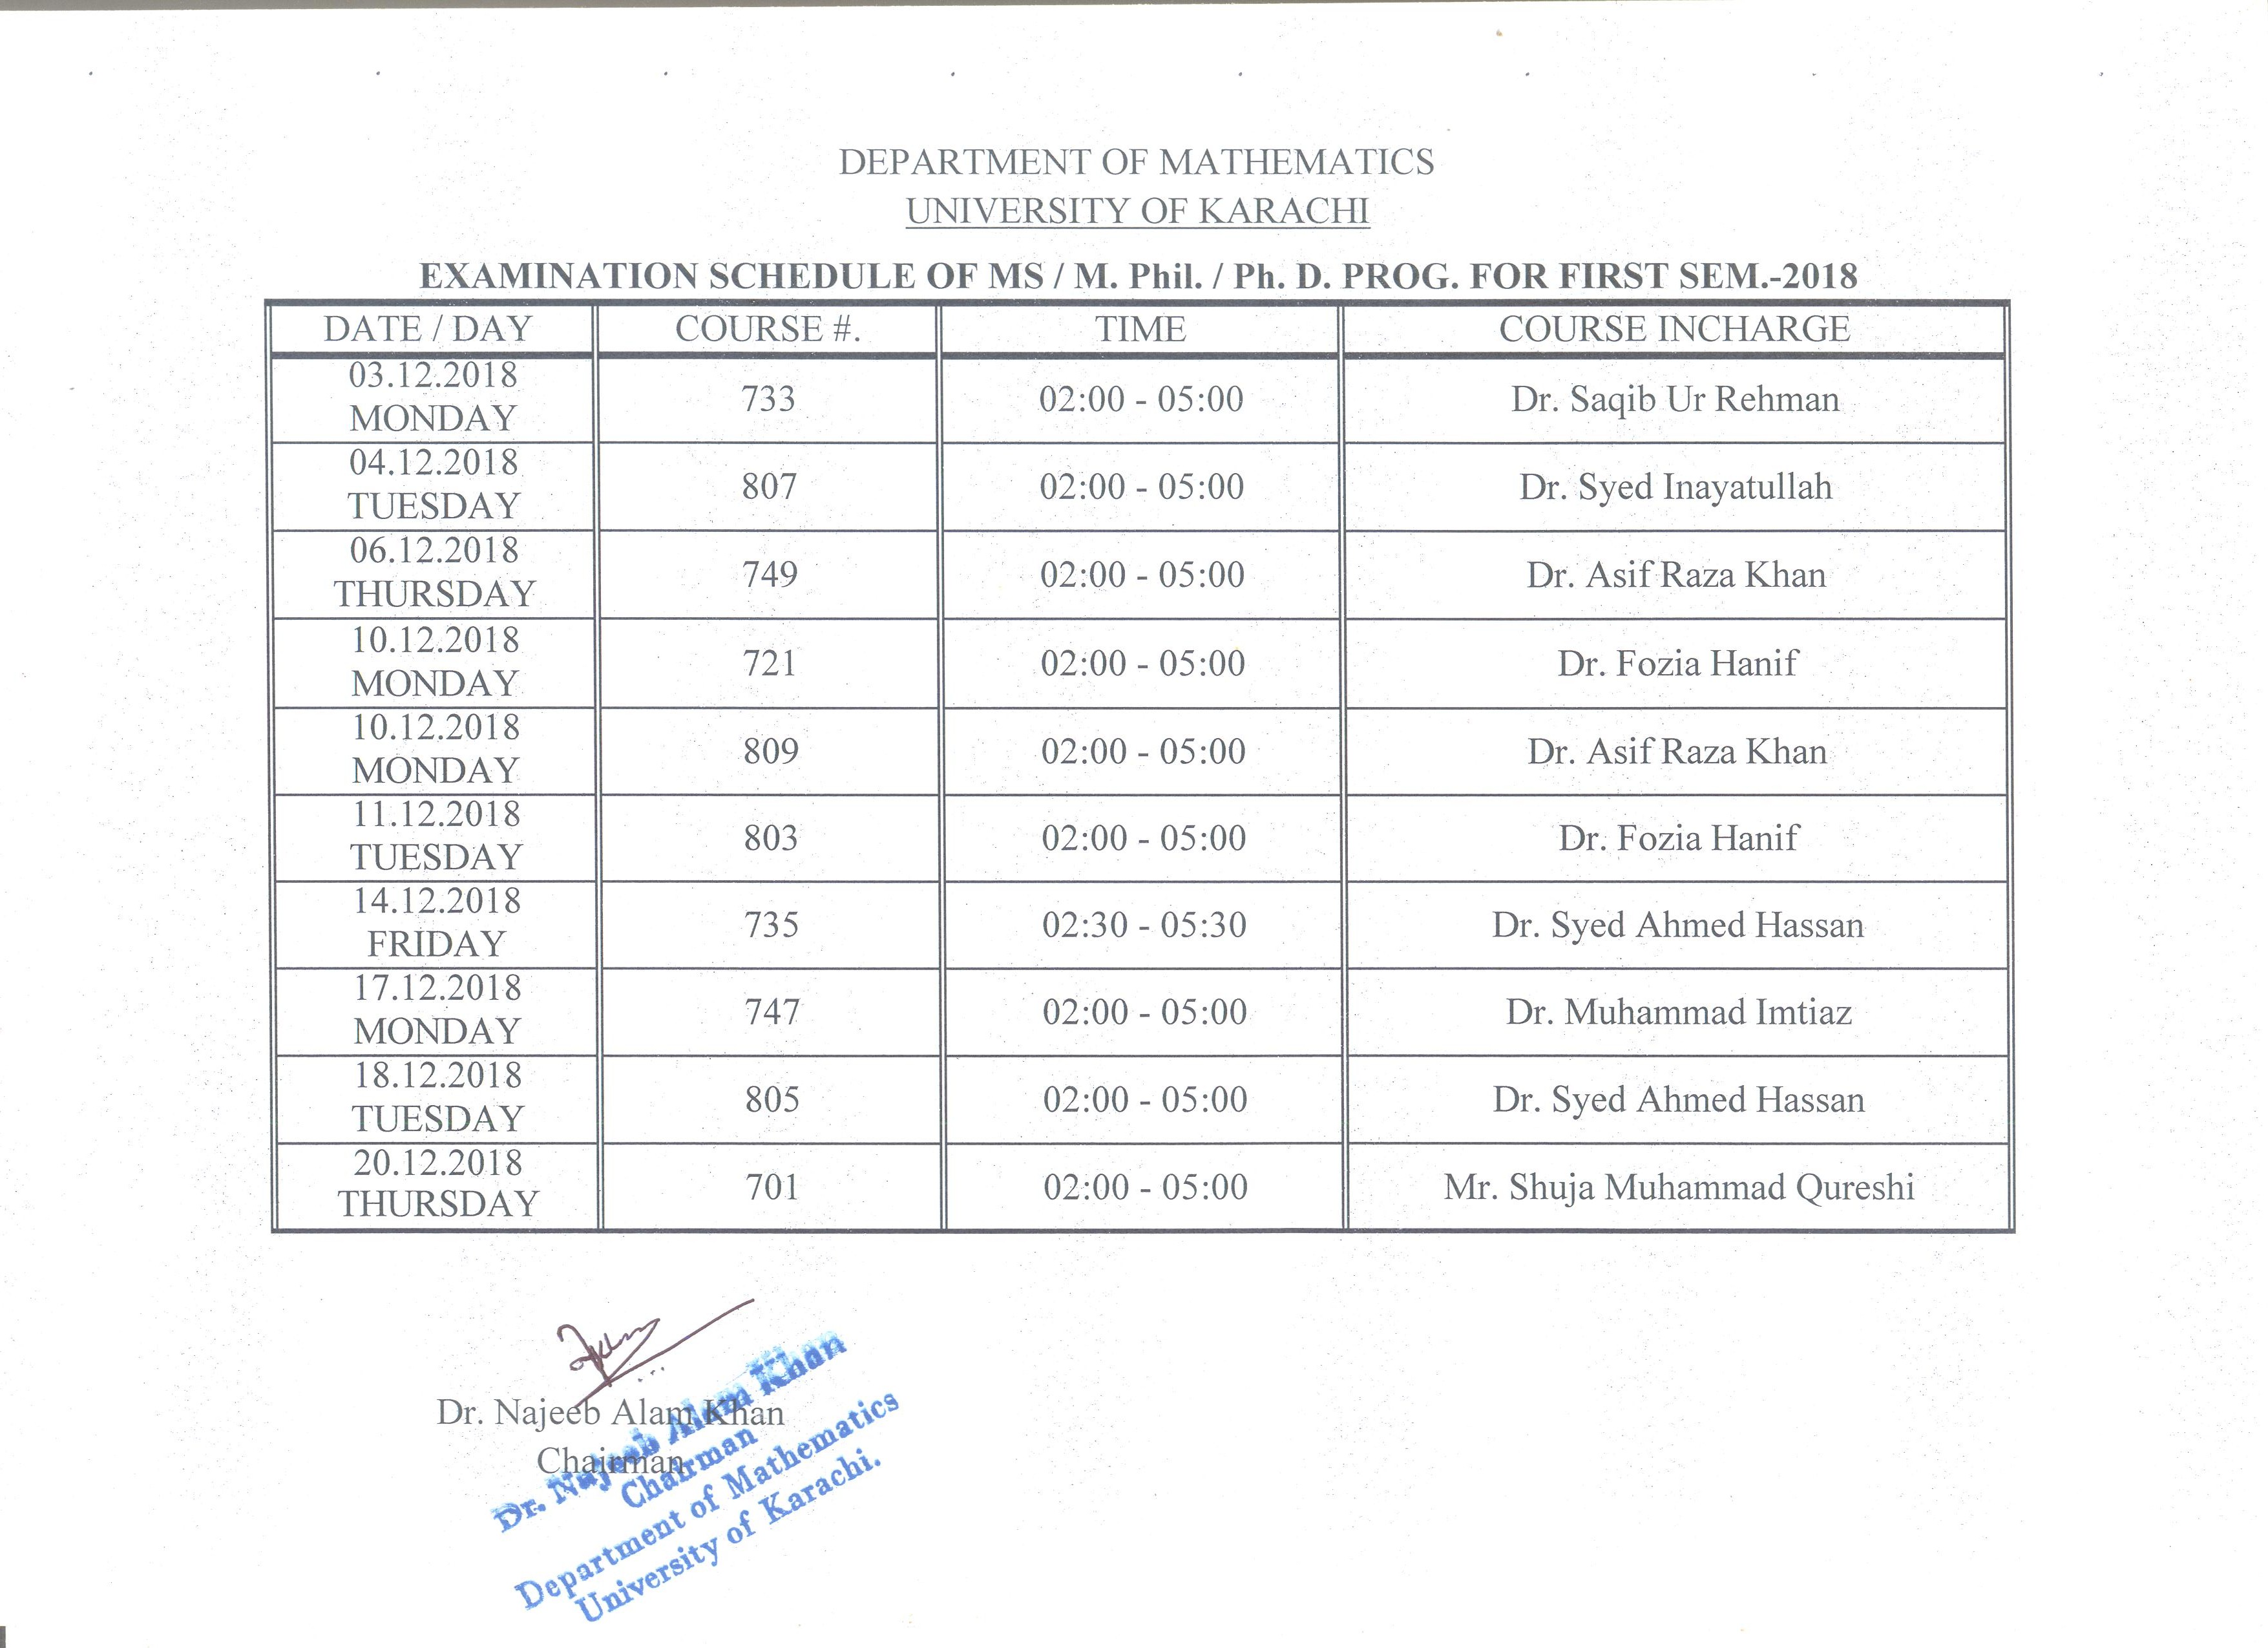 DEPARTMENT OF MATHEMATICS
UNIVERSITY OF KARACHI
EXAMINATION SCHEDULE OF MS / M. Phil. / Ph. D. PROG. FOR FIRST SEM.-2018
DATE / DAY COURSE #. TIME COURSE INCHARGE
03.12.2018
MONDAY 733 02:00 - 05:00 Dr. Saqib Ur Rehman
04.12.2018
TUESDAY 807 02:00 - 05:00 Dr. Syed Inayatullah
06.12.2018
THURSDAY 749 02:00 - 05:00 Dr. Asif Raza Khan
10.12.2018
MONDAY 721 02:00 - 05:00 Dr. Fozia Hanif
10.12.2018
MONDAY 809 02:00 - 05:00 Dr. Asif Raza Khan
11.12.2018
TUESDAY 803 02:00 - 05:00 Dr. Fozia Hanif
14.12.2018
FRIDAY 735 02:30 - 05:30 Dr. Syed Ahmed Hassan
17.12.2018
MONDAY 747 02:00 - 05:00 Dr. Muhammad Imtiaz
18.12.2018
TUESDAY 805 02:00 - 05:00 Dr. Syed Ahmed Hassan
20.12.2018
THURSDAY 701 02:00 - 05:00 Mr. Shuja Muhammad Qureshi
Dr. Najeeb Alam Khan
Chairman
Dr. Najeeb Alam Khan
Chairman
Department of Mathematics
University of Karachi.